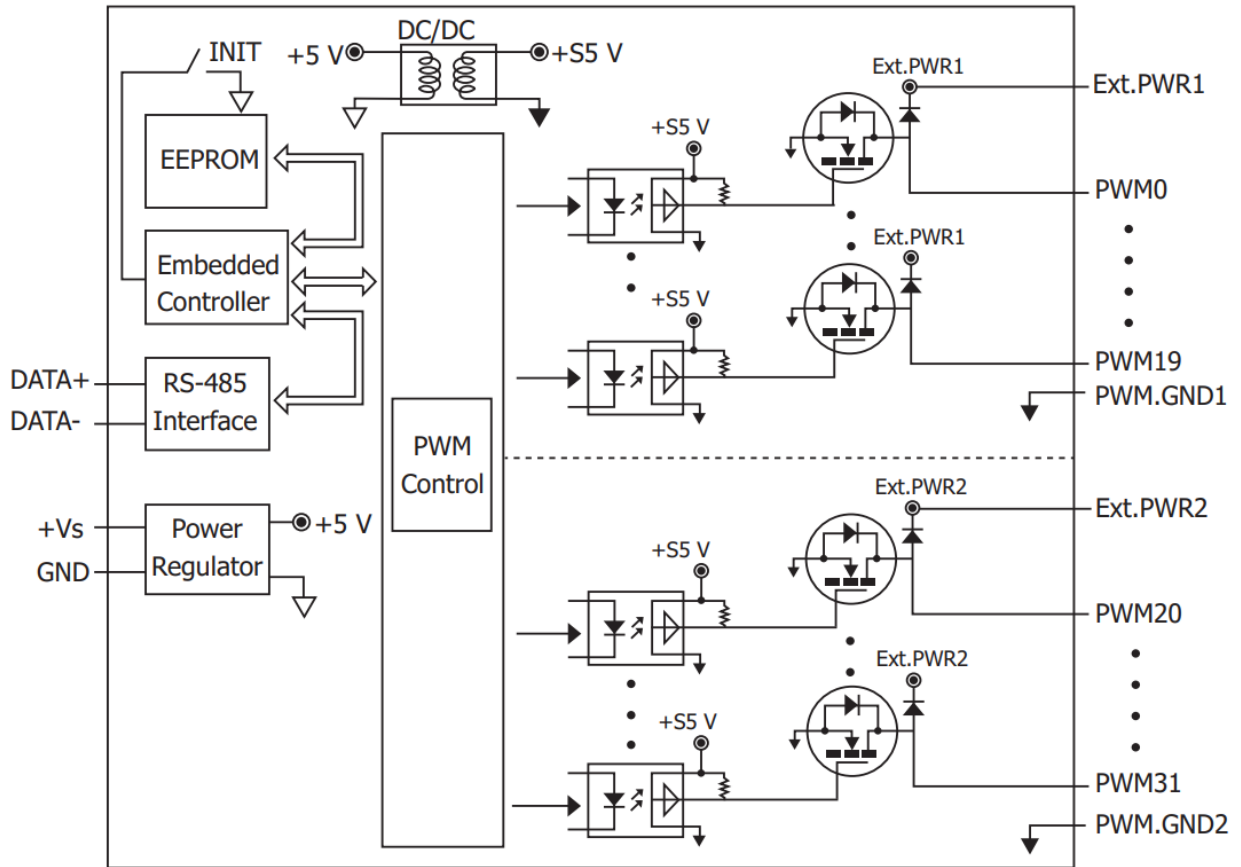 DC/DC
INIT
+5 V
+S5 V
EEPROM
Embedded
Controller
DATA+
DATA-
RS-485
Interface
+Vs
GND
Power
Regulator
+5 V
PWM
Control
+S5 V
Ext.PWR1
Ext.PWR1
PWM0
+S5 V
Ext.PWR1
PWM19
PWM.GND1
+S5 V
Ext.PWR2
Ext.PWR2
PWM20
+S5 V
Ext.PWR2
PWM31
PWM.GND2